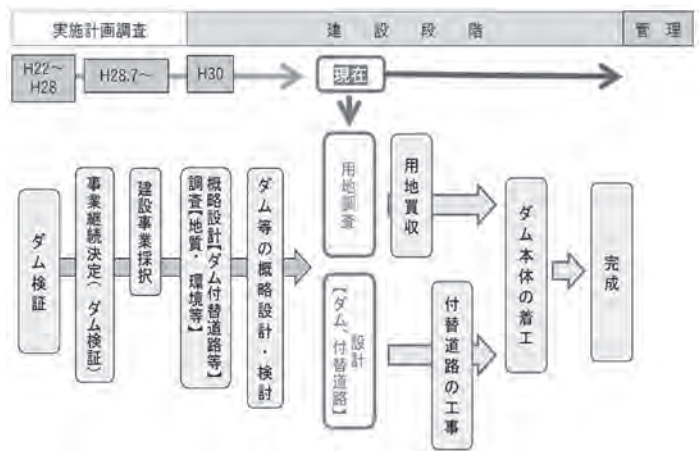 実施計画調査
建設段階
管理
H22～
H28
H28.7～
H30
現在
ダム検証
事業継続決定(ダム検証)
建設事業採択
概略設計【ダム付替道路等】
調査【地質・環境等】
ダム等の概略設計・検討
用地調査
用地買収
設計
【ダム、付替道路】
付替道路の工事
ダム本体の着工
完成